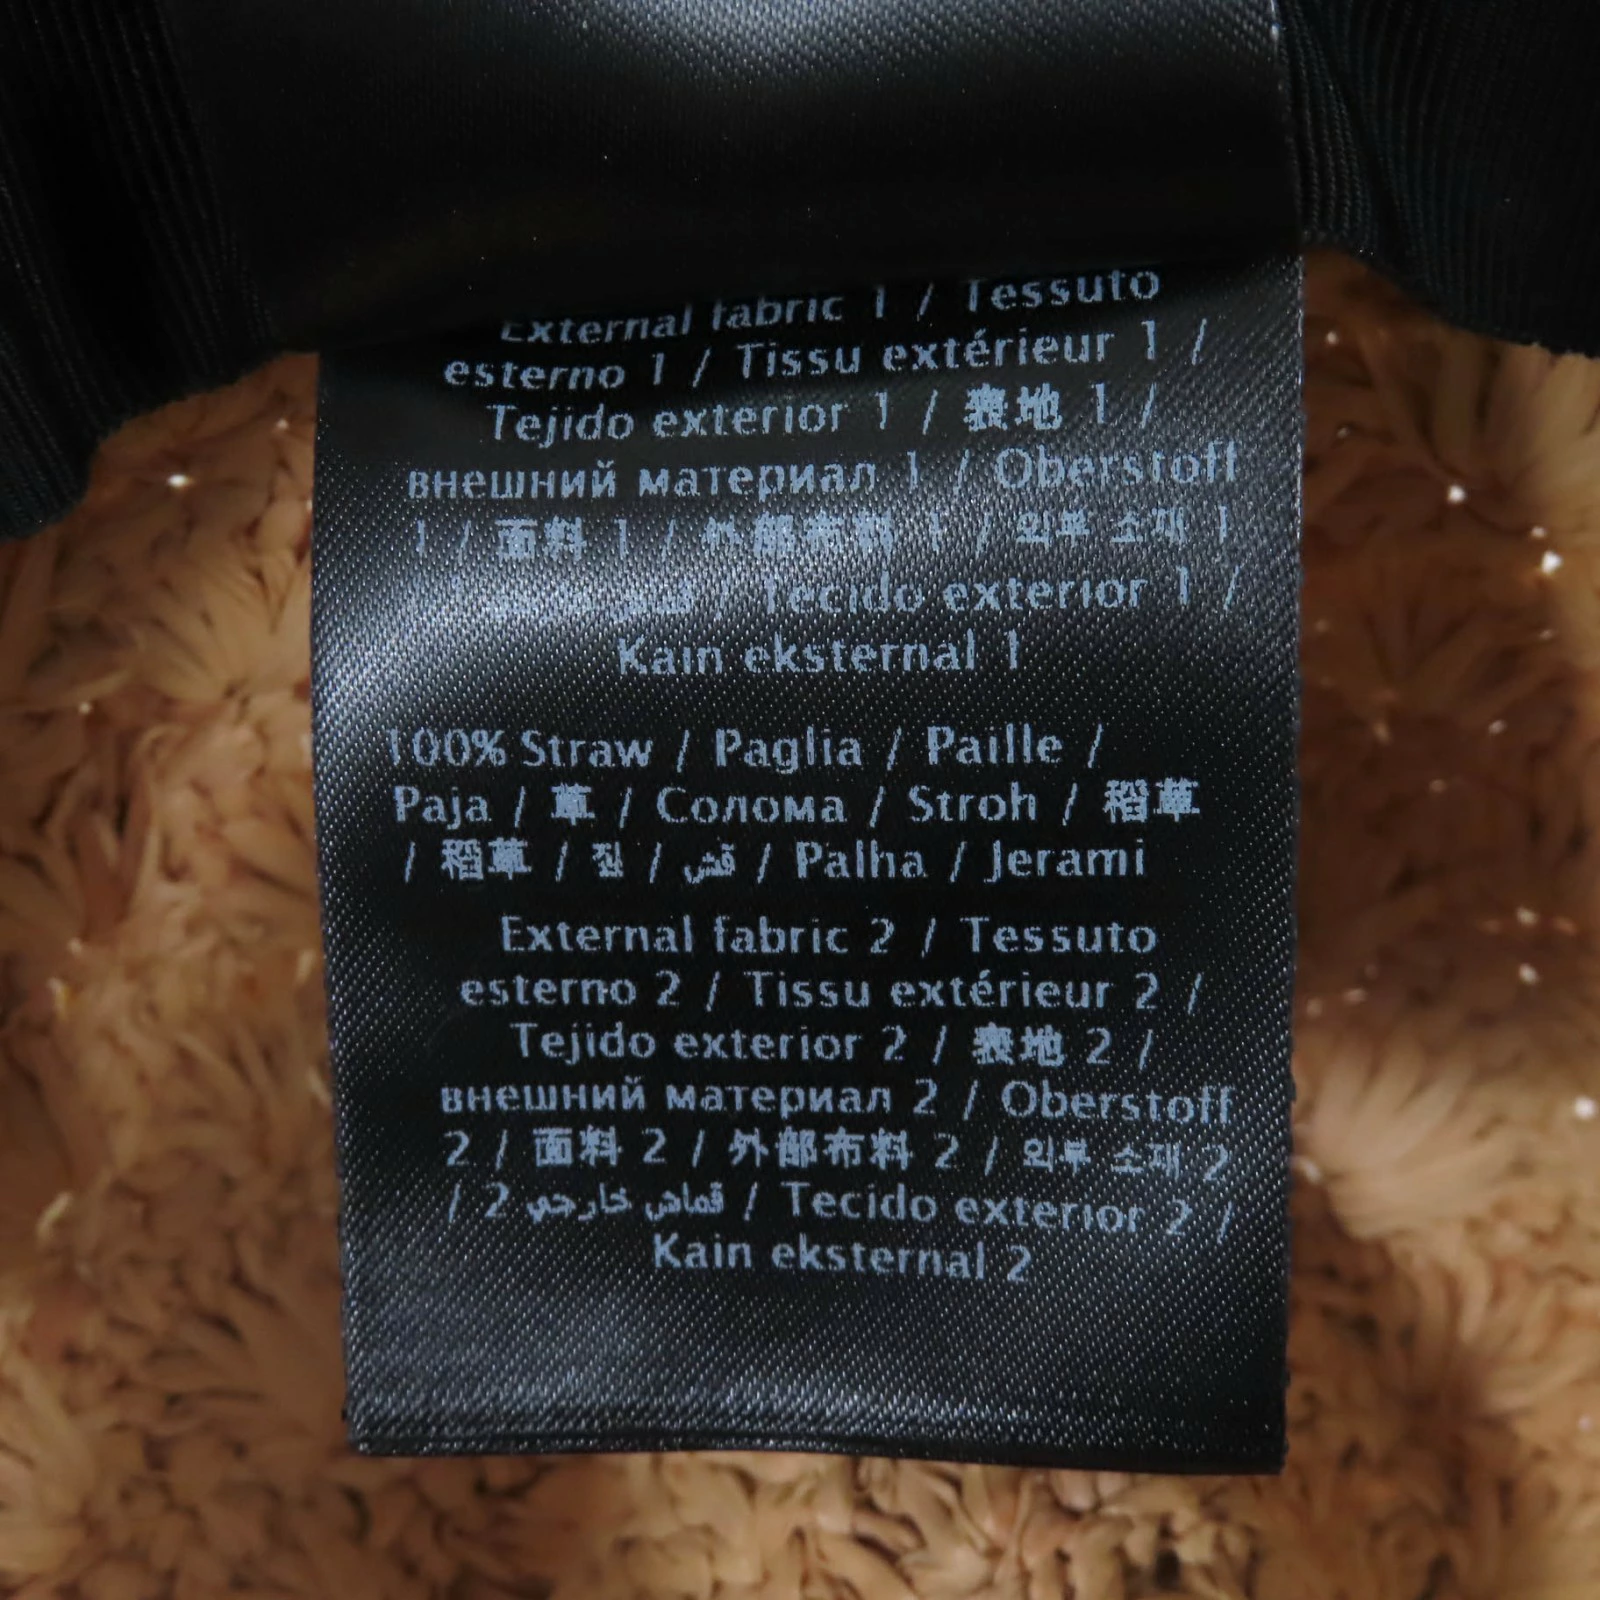 External fabric 1 / Tessuto
esterno 1 / Tissu extérieur 1 /
Tejido exterior 1 / 表地 1 /
внешний материал 1 / Oberstoff
1 / 面料 1 / 外部布料 1 / 외부 소재 1
/ Tecido exterior 1 /
Kain eksternal 1
100% Straw / Paglia / Paille /
Paja / 草 / Солома / Stroh / 稻草
/ 稻草 / 짚 / قش / Palha / Jerami
External fabric 2 / Tessuto
esterno 2 / Tissu extérieur 2 /
Tejido exterior 2 / 表地 2 /
внешний материал 2 / Oberstoff
2 / 面料 2 / 外部布料 2 / 외부 소재 2
/ قماش خارجي 2 / Tecido exterior 2 /
Kain eksternal 2